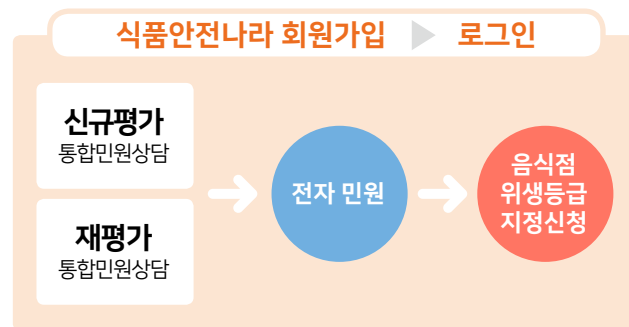 식품안전나라 회원가입 ▶ 로그인
신규평가
통합민원상담
재평가
통합민원상담
전자 민원
음식점
위생등급
지정신청